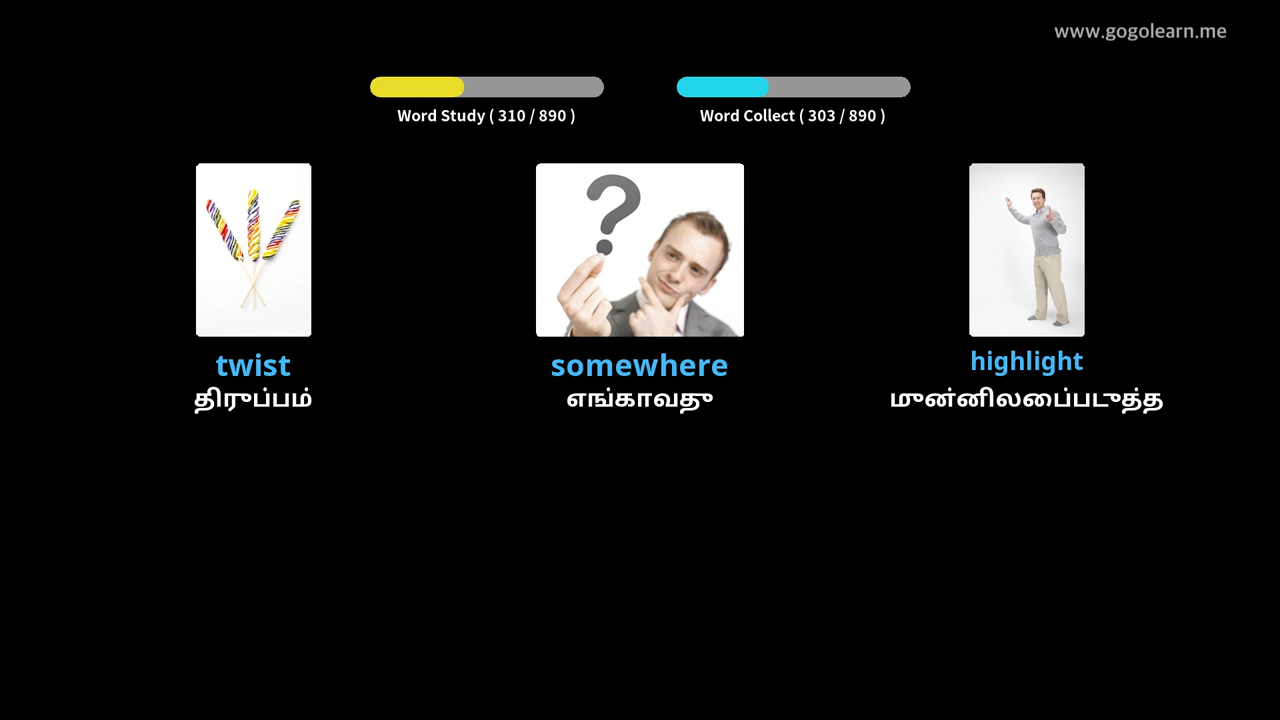 www.gogolearn.me
Word Study ( 310 / 890 )
Word Collect ( 303 / 890 )
twist
somewhere
highlight
திருப்பம்
எங்காவது
முன்னிலைப்படுத்த